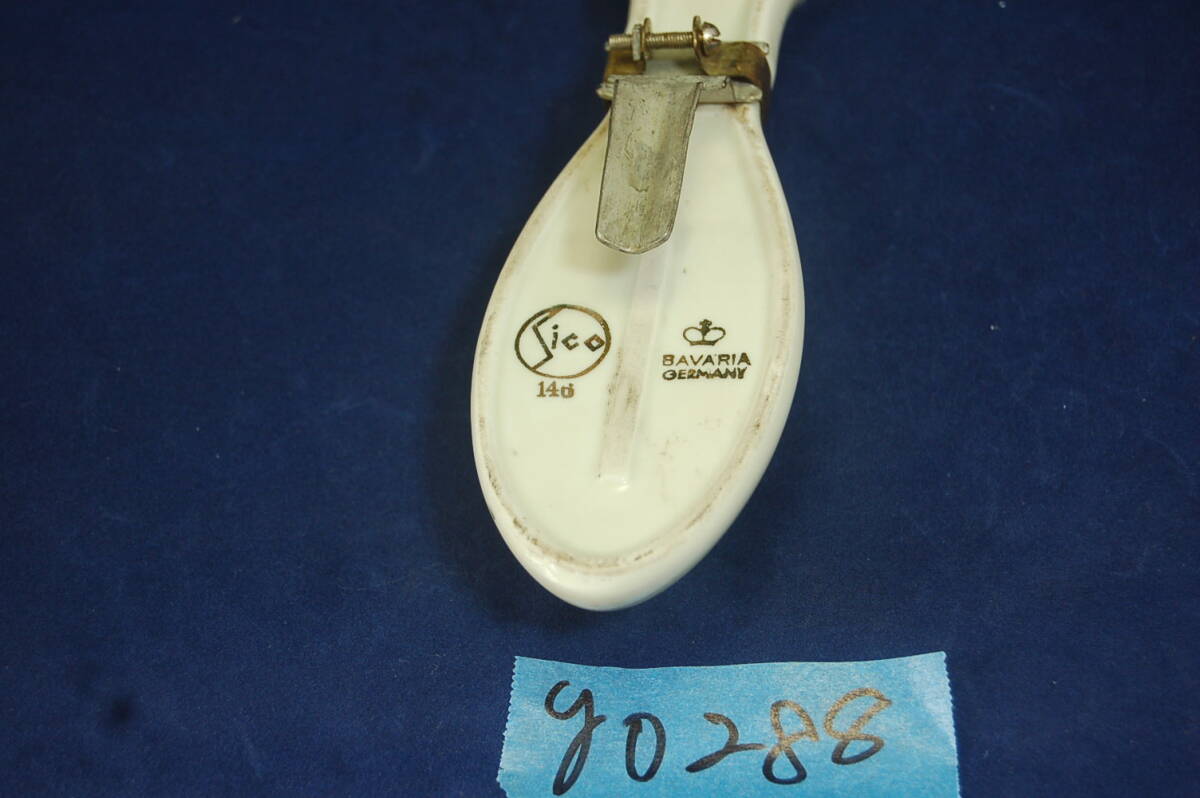 Sico
146
BAVARIA
GERMANY
y0288